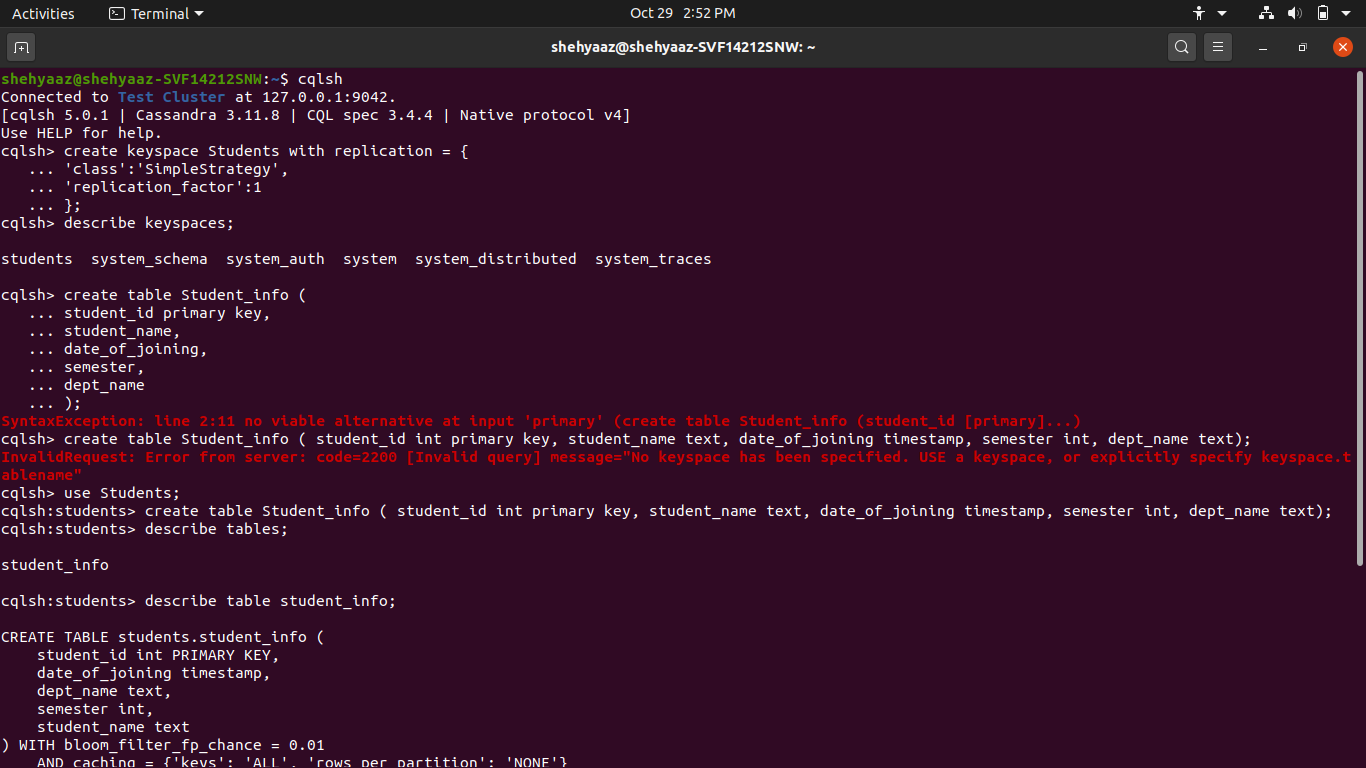 Activities Terminal Oct 29 2:52 PM
shehyaaz@shehyaaz-SVF14212SNW: ~
shehyaaz@shehyaaz-SVF14212SNW:~$ cqlsh
Connected to Test Cluster at 127.0.0.1:9042.
[cqlsh 5.0.1 | Cassandra 3.11.8 | CQL spec 3.4.4 | Native protocol v4]
Use HELP for help.
cqlsh> create keyspace Students with replication = {
   ... 'class':'SimpleStrategy',
   ... 'replication_factor':1
   ... };
cqlsh> describe keyspaces;
students  system_schema  system_auth  system  system_distributed  system_traces
cqlsh> create table Student_info (
   ... student_id primary key,
   ... student_name,
   ... date_of_joining,
   ... semester,
   ... dept_name
   ... );
SyntaxException: line 2:11 no viable alternative at input 'primary' (create table Student_info (student_id [primary]...)
cqlsh> create table Student_info ( student_id int primary key, student_name text, date_of_joining timestamp, semester int, dept_name text);
InvalidRequest: Error from server: code=2200 [Invalid query] message="No keyspace has been specified. USE a keyspace, or explicitly specify keyspace.t
ablename"
cqlsh> use Students;
cqlsh:students> create table Student_info ( student_id int primary key, student_name text, date_of_joining timestamp, semester int, dept_name text);
cqlsh:students> describe tables;
student_info
cqlsh:students> describe table student_info;
CREATE TABLE students.student_info (
    student_id int PRIMARY KEY,
    date_of_joining timestamp,
    dept_name text,
    semester int,
    student_name text
) WITH bloom_filter_fp_chance = 0.01
    AND caching = {'keys': 'ALL', 'rows_per_partition': 'NONE'}